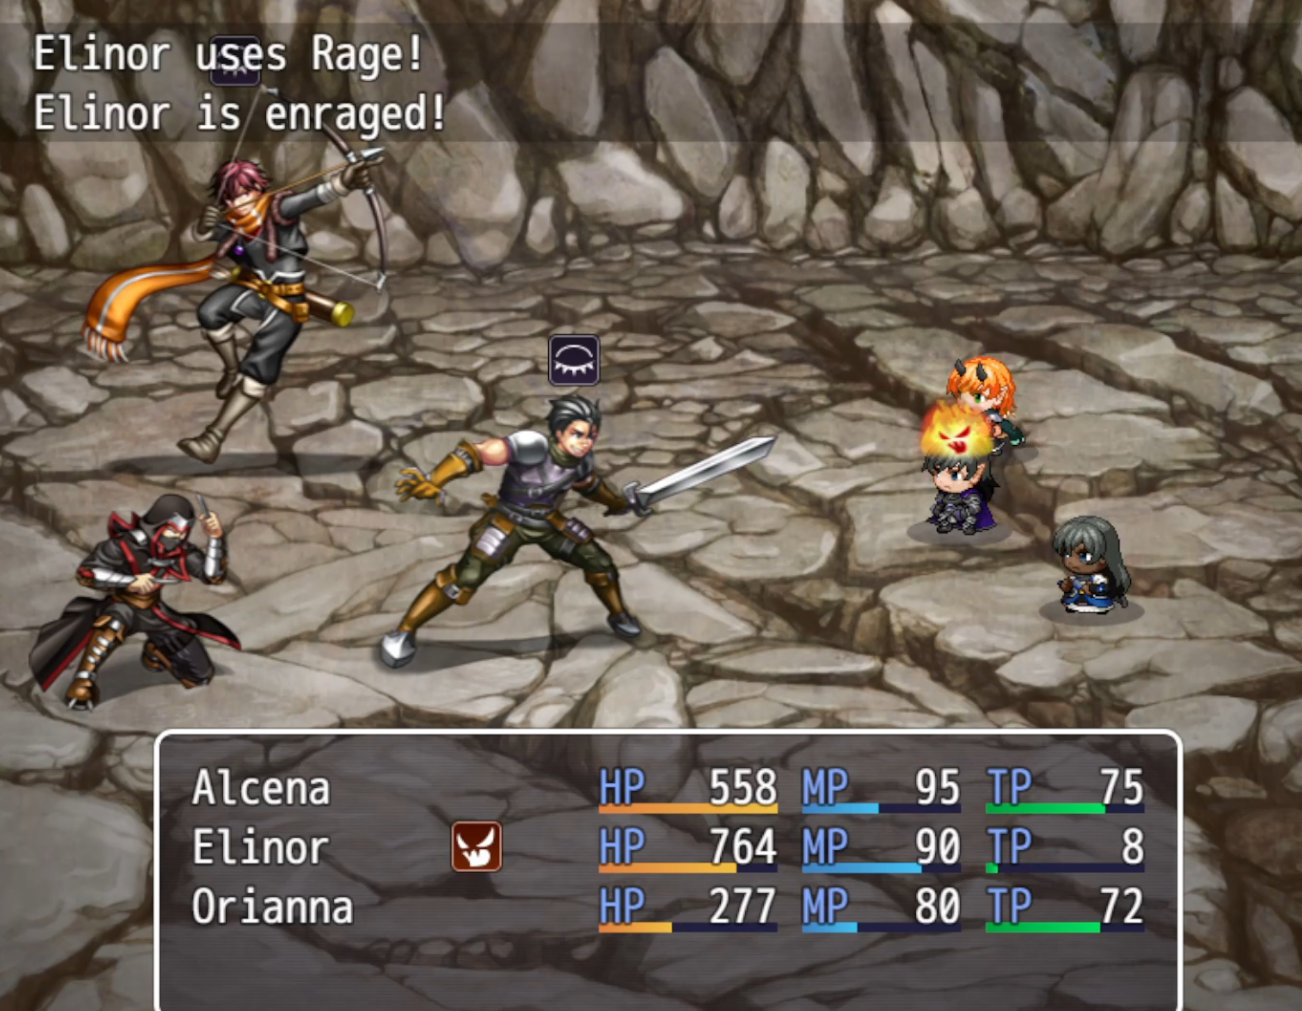 Elinor uses Rage!
Elinor is enraged!
Alcena HP 558 MP 95 TP 75
Elinor HP 764 MP 90 TP 8
Orianna HP 277 MP 80 TP 72